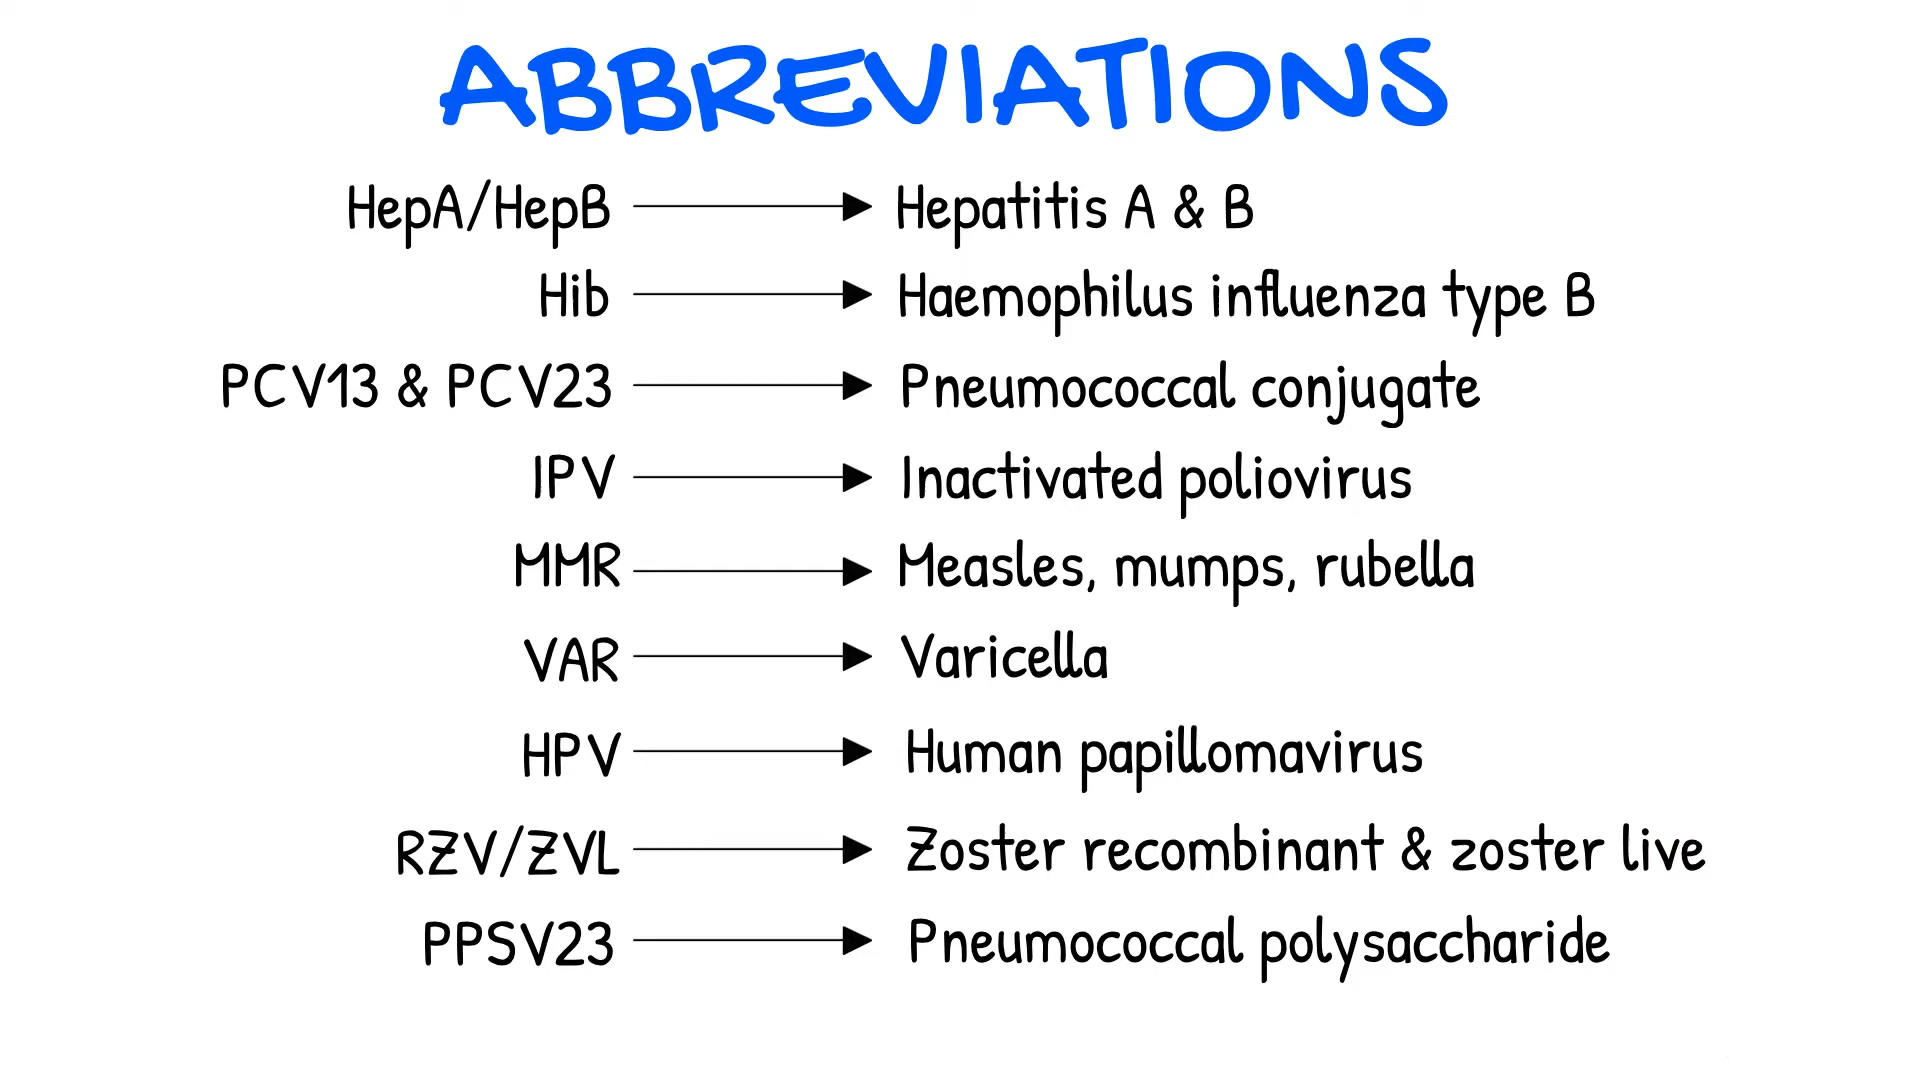 ABBREVIATIONS
HepA/HepB Hepatitis A & B
Hib Haemophilus influenza type B
PCV13 & PCV23 Pneumococcal conjugate
IPV Inactivated poliovirus
MMR Measles, mumps, rubella
VAR Varicella
HPV Human papillomavirus
RZV/ZVL Zoster recombinant & zoster live
PPSV23 Pneumococcal polysaccharide